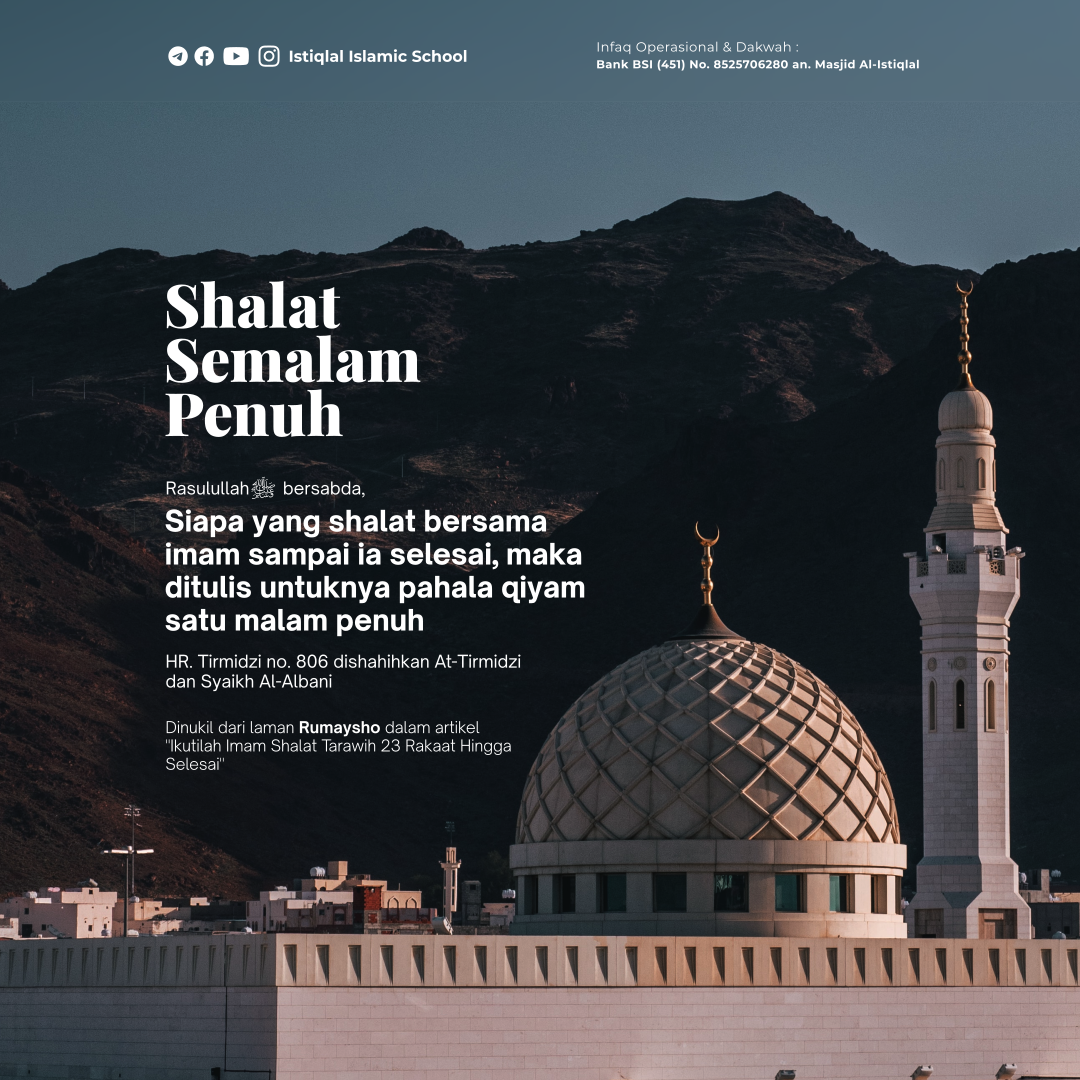 Istiqlal Islamic School
Infaq Operasional & Dakwah :
Bank BSI (451) No. 8525706280 an. Masjid Al-Istiqlal
Shalat
Semalam
Penuh
Rasulullahﷺ bersabda,
Siapa yang shalat bersama
imam sampai ia selesai, maka
ditulis untuknya pahala qiyam
satu malam penuh
HR. Tirmidzi no. 806 dishahihkan At-Tirmidzi
dan Syaikh Al-Albani
Dinukil dari laman Rumaysho dalam artikel
"Ikutilah Imam Shalat Tarawih 23 Rakaat Hingga
Selesai"